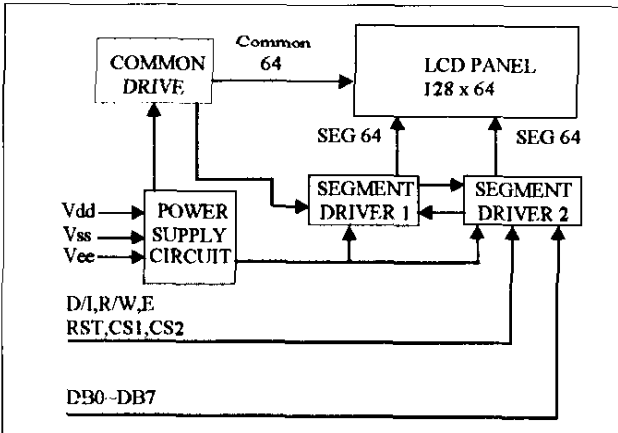 COMMON
DRIVE
Common
64
LCD PANEL
128 x 64
SEG 64
SEG 64
SEGMENT
DRIVER 1
SEGMENT
DRIVER 2
Vdd
Vss
Vee
POWER
SUPPLY
CIRCUIT
D/I,R/W,E
RST,CS1,CS2
DB0~DB7